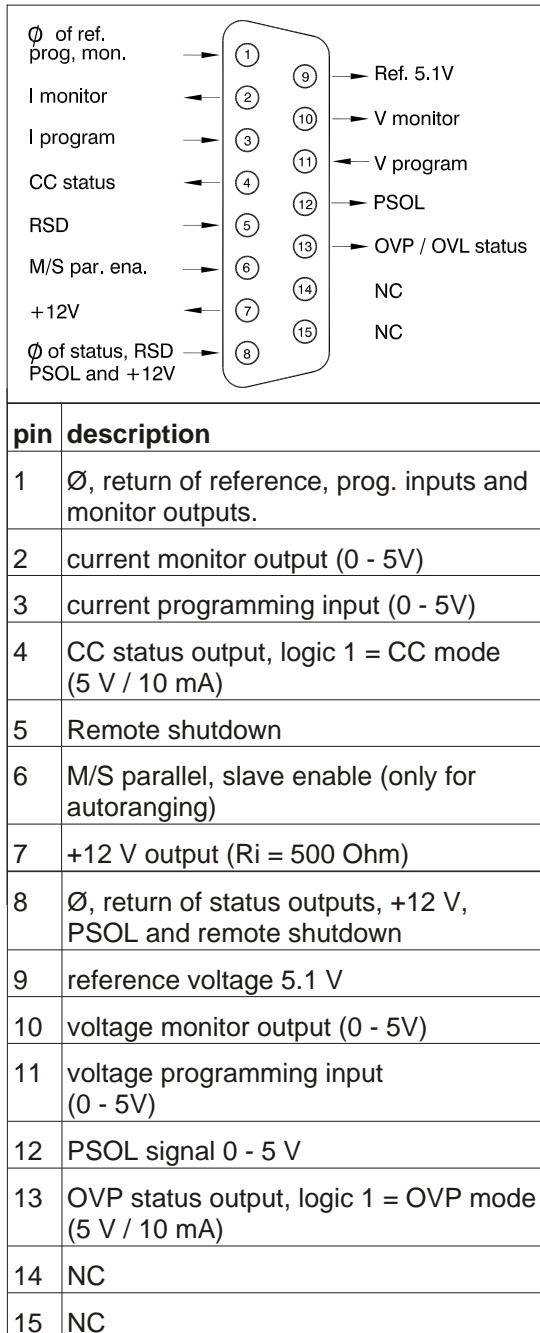 Ø of ref.
prog, mon.
I monitor
I program
CC status
RSD
M/S par. ena.
+12V
Ø of status, RSD
PSOL and +12V
1
2
3
4
5
6
7
8
9
10
11
12
13
14
15
Ref. 5.1V
V monitor
V program
PSOL
OVP / OVL status
NC
NC
pin description
1 Ø, return of reference, prog. inputs and
monitor outputs.
2 current monitor output (0 - 5V)
3 current programming input (0 - 5V)
4 CC status output, logic 1 = CC mode
(5 V / 10 mA)
5 Remote shutdown
6 M/S parallel, slave enable (only for
autoranging)
7 +12 V output (Ri = 500 Ohm)
8 Ø, return of status outputs, +12 V,
PSOL and remote shutdown
9 reference voltage 5.1 V
10 voltage monitor output (0 - 5V)
11 voltage programming input
(0 - 5V)
12 PSOL signal 0 - 5 V
13 OVP status output, logic 1 = OVP mode
(5 V / 10 mA)
14 NC
15 NC